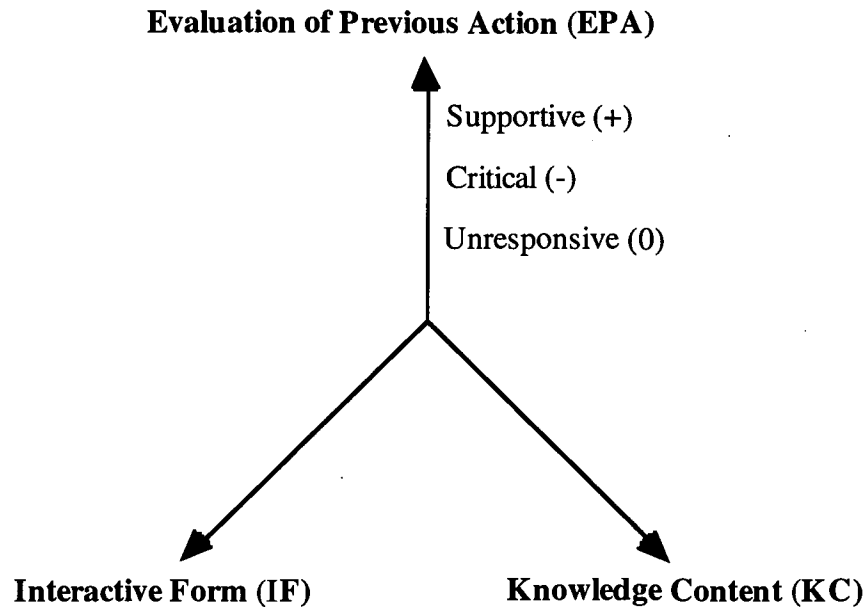 Evaluation of Previous Action (EPA)
Supportive (+)
Critical (-)
Unresponsive (0)
Interactive Form (IF)
Knowledge Content (KC)